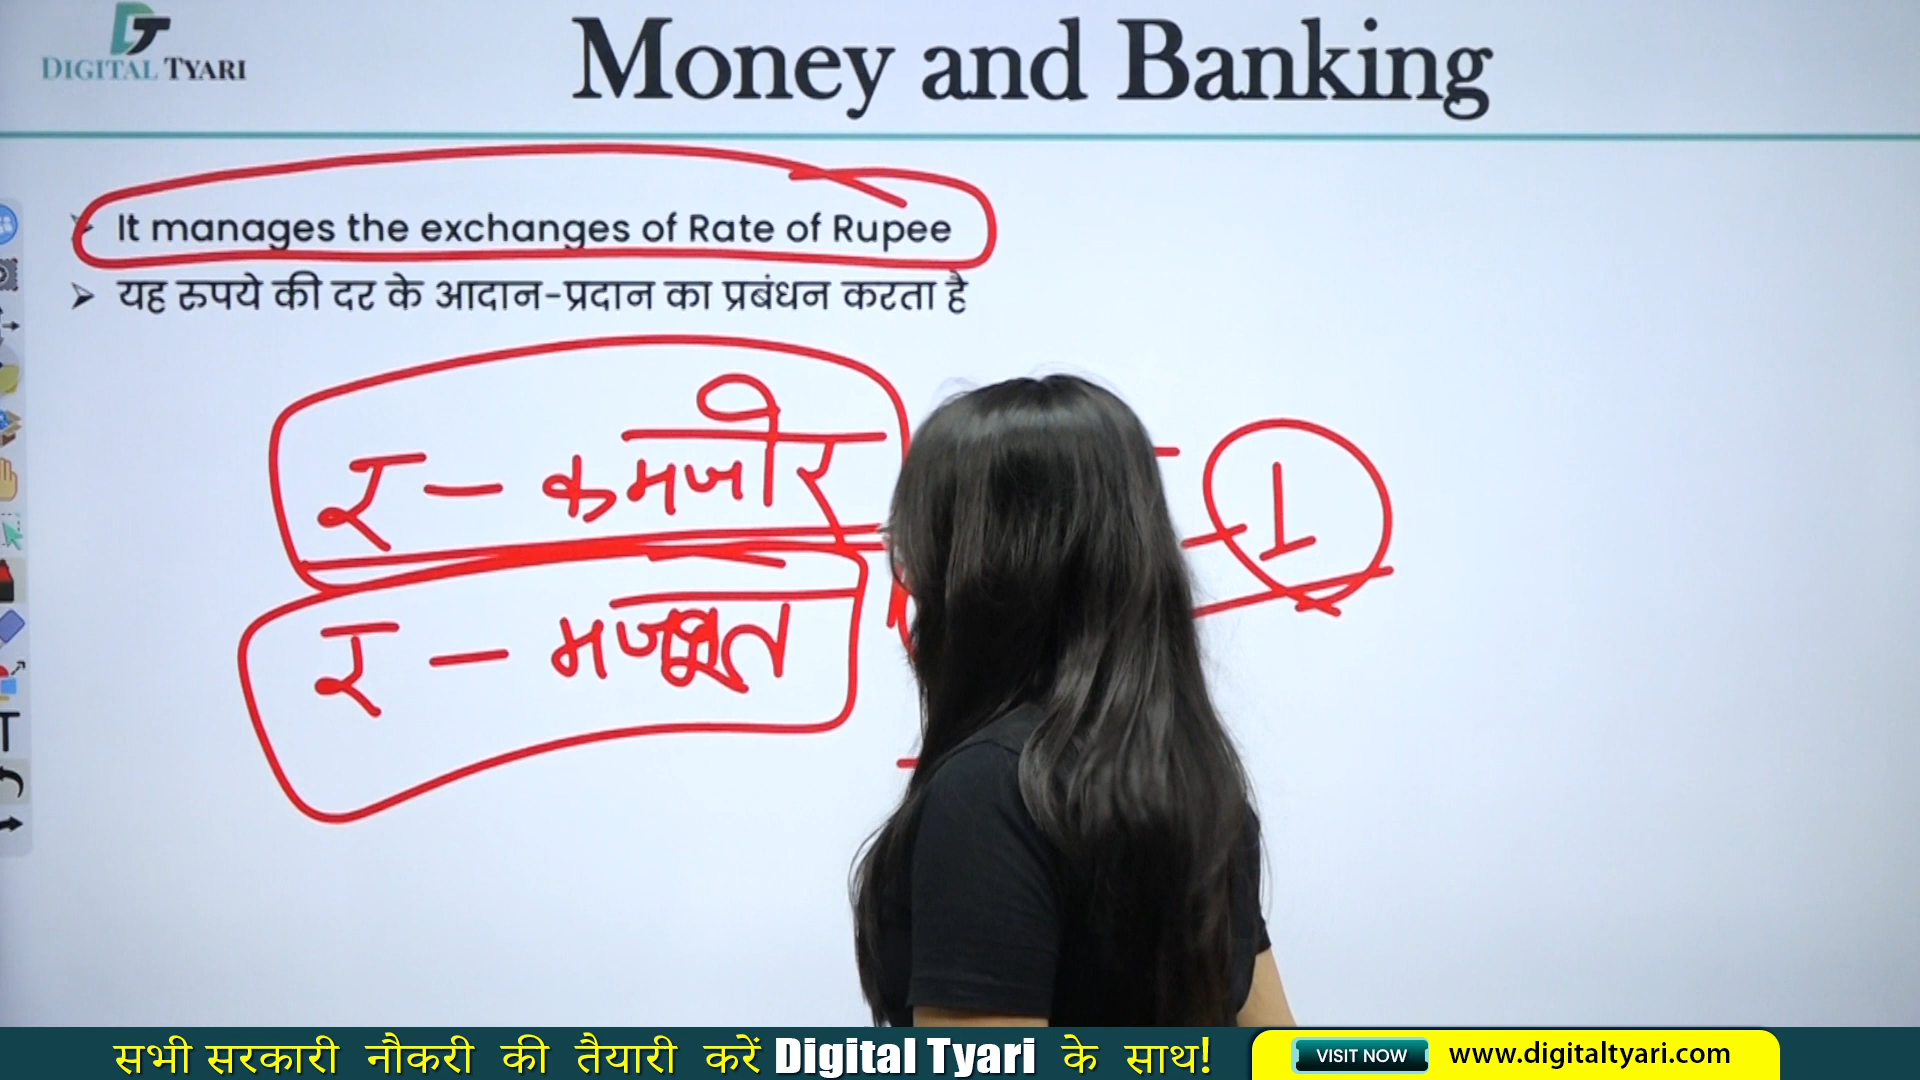 DT
DIGITAL TYARI
Money and Banking
➤ It manages the exchanges of Rate of Rupee
➤ यह रुपये की दर के आदान-प्रदान का प्रबंधन करता है
₹ – कमजोर
1
₹ – मजबूत
T
सभी सरकारी नौकरी की तैयारी करें Digital Tyari के साथ!
VISIT NOW
www.digitaltyari.com